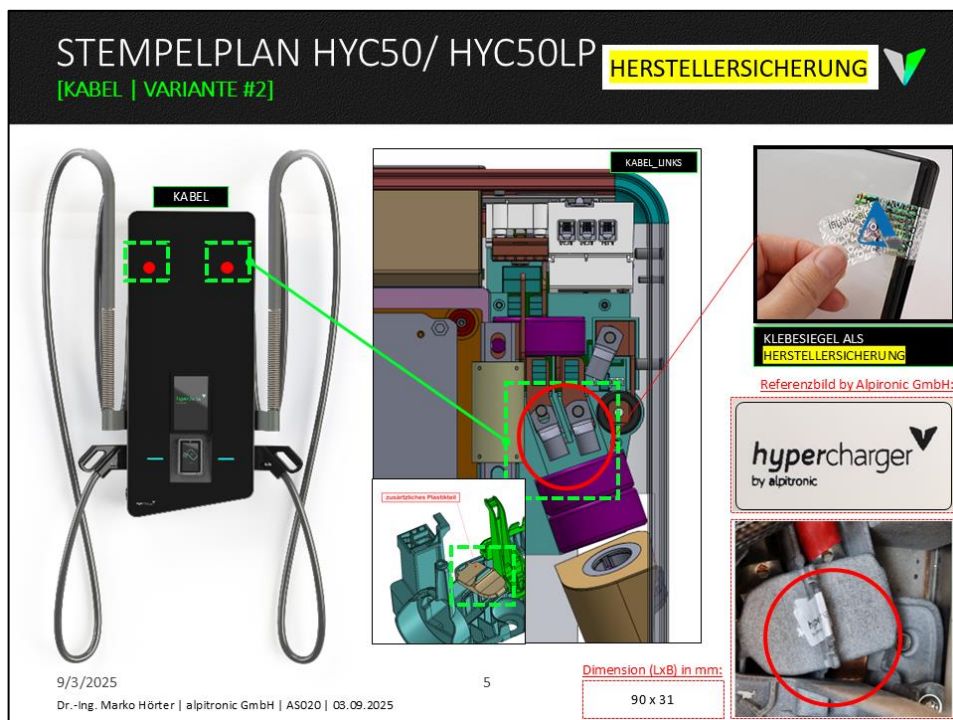 STEMPELPLAN HYC50/ HYC50LP
HERSTELLERSICHERUNG
[KABEL | VARIANTE #2]
KABEL
KABEL_LINKS
zusätzliches Plastikteil
KLEBESIEGEL ALS
HERSTELLERSICHERUNG
Referenzbild by Alpironic GmbH:
hypercharger
by alpitronic
Dimension (LxB) in mm:
90 x 31
9/3/2025
5
Dr.-Ing. Marko Hörter | alpitronic GmbH | AS020 | 03.09.2025